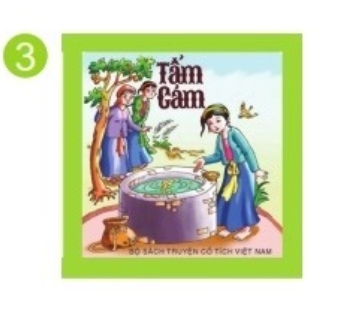 3
Tấm
Cám
BỘ SÁCH TRUYỆN CỔ TÍCH VIỆT NAM